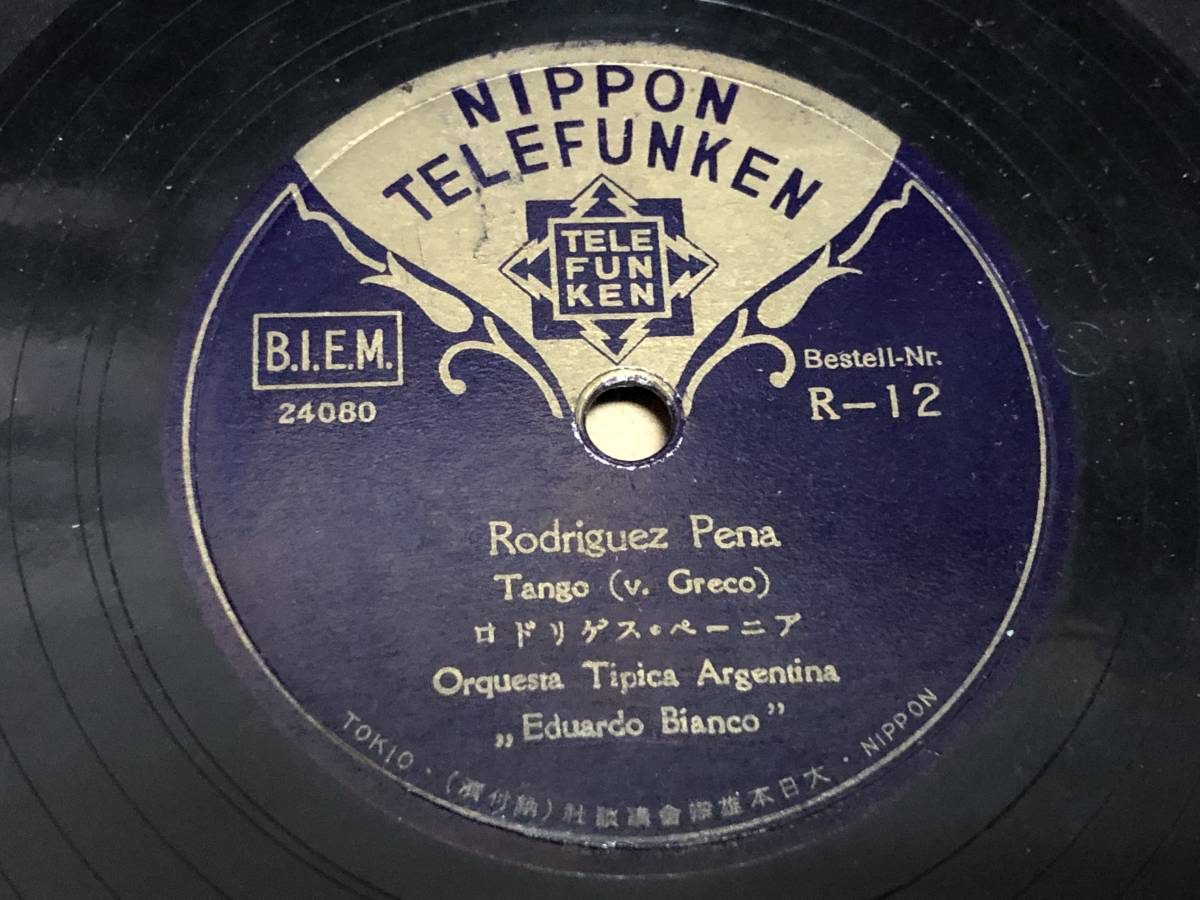 NIPPON
TELEFUNKEN
TELE
FUN
KEN
B.I.E.M.
24080
Bestell-Nr.
R-12
Rodriguez Pena
Tango (v. Greco)
ロドリゲス・ペーニア
Orquesta Tipica Argentina
„Eduardo Bianco”
TOKIO · (濟付納) 社談講會辯雄本日大 · NIPPON